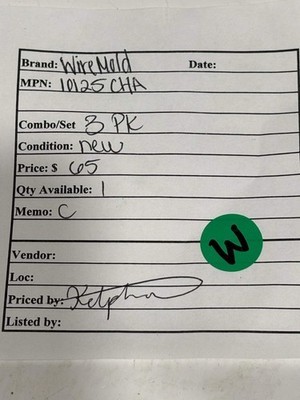 Brand: WireMold Date:
MPN: 10125 CHA
Combo/Set 3 PK
Condition: new
Price: $ 65
Qty Available: 1
Memo: C
W
Vendor:
Loc:
Priced by:
Listed by: